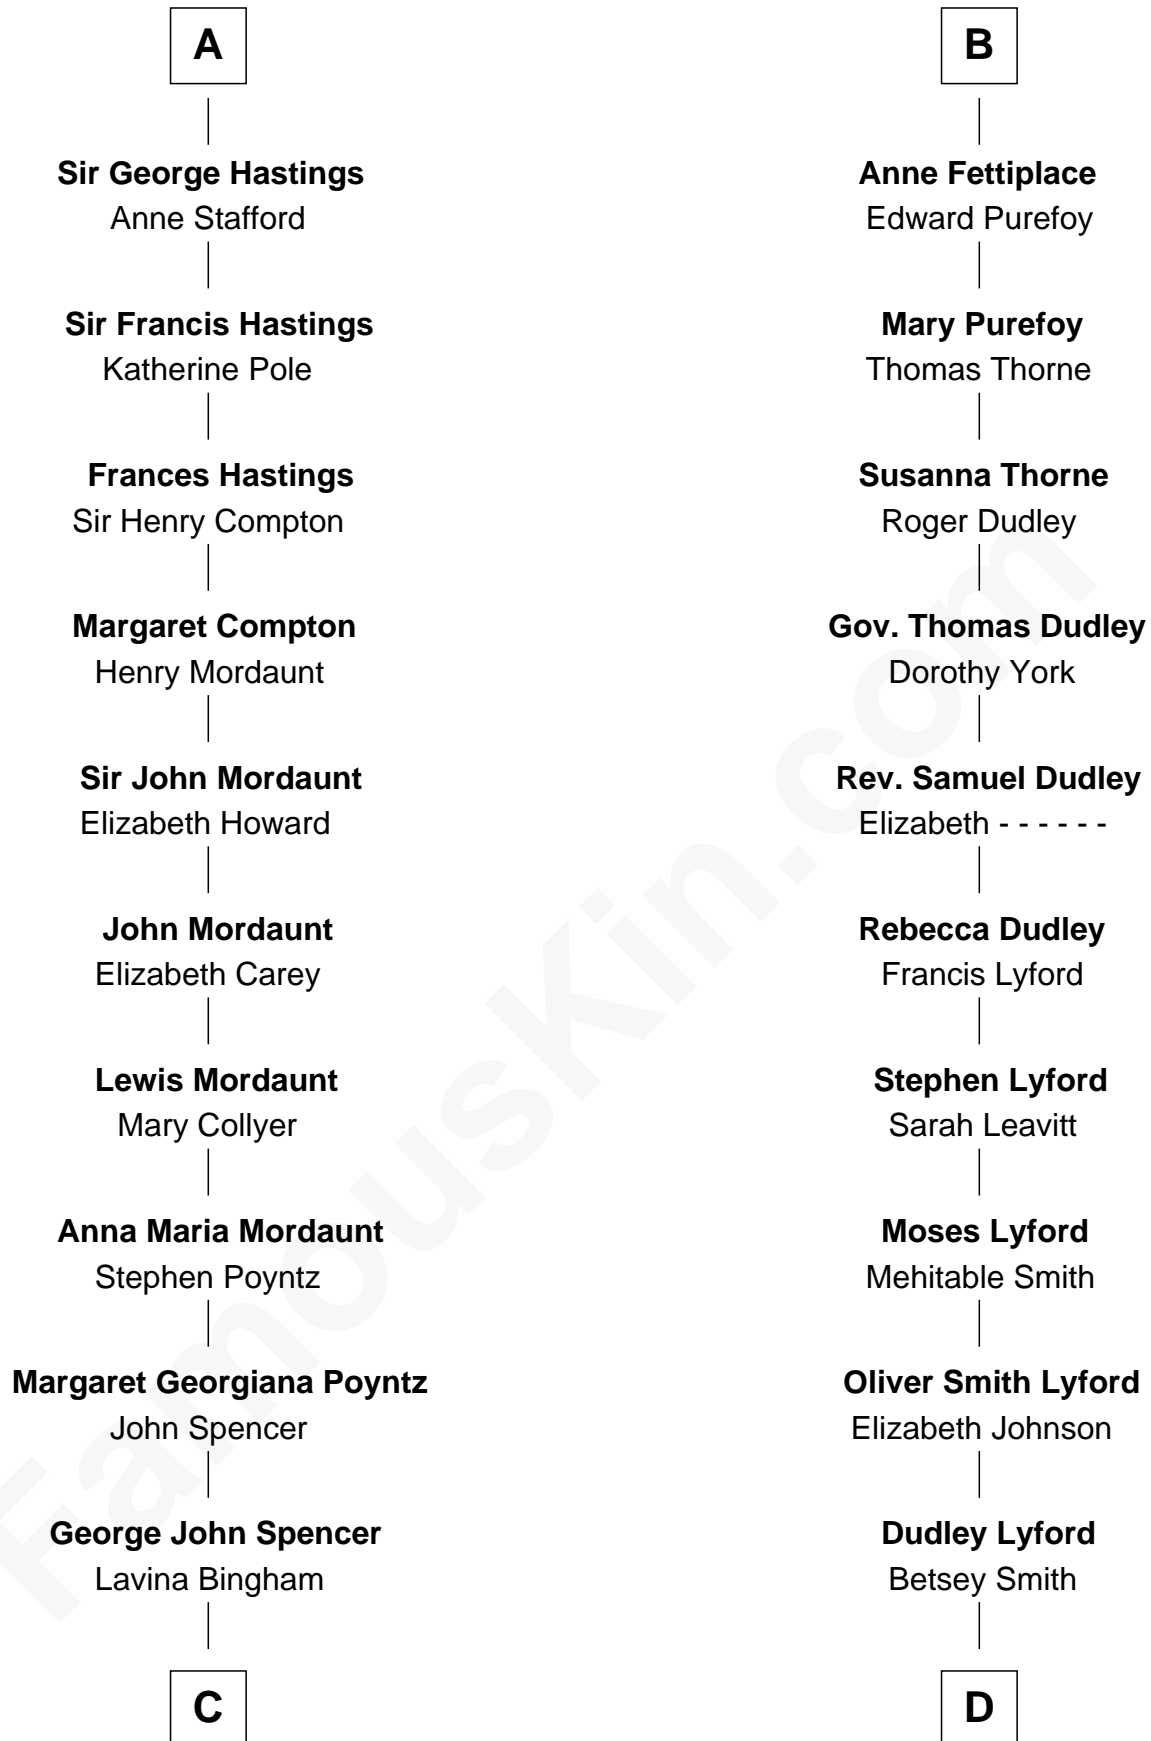 A
Sir George Hastings
Anne Stafford
Sir Francis Hastings
Katherine Pole
Frances Hastings
Sir Henry Compton
Margaret Compton
Henry Mordaunt
Sir John Mordaunt
Elizabeth Howard
John Mordaunt
Elizabeth Carey
Lewis Mordaunt
Mary Collyer
Anna Maria Mordaunt
Stephen Poyntz
Margaret Georgiana Poyntz
John Spencer
George John Spencer
Lavina Bingham
C
B
Anne Fettiplace
Edward Purefoy
Mary Purefoy
Thomas Thorne
Susanna Thorne
Roger Dudley
Gov. Thomas Dudley
Dorothy York
Rev. Samuel Dudley
Elizabeth - - - - - -
Rebecca Dudley
Francis Lyford
Stephen Lyford
Sarah Leavitt
Moses Lyford
Mehitable Smith
Oliver Smith Lyford
Elizabeth Johnson
Dudley Lyford
Betsey Smith
D
FamousKin.com